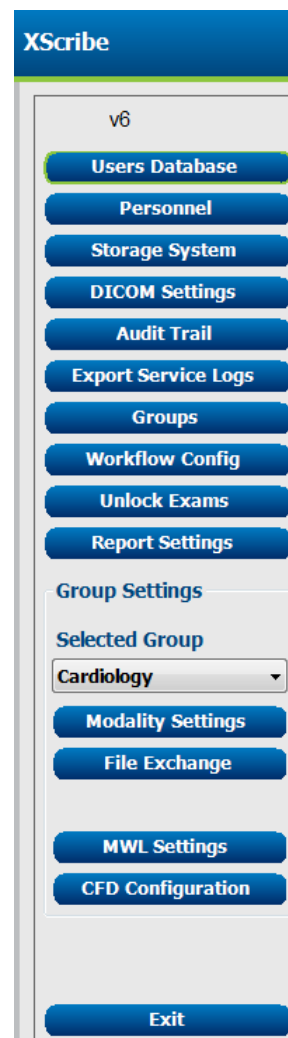 XScribe
v6
Users Database
Personnel
Storage System
DICOM Settings
Audit Trail
Export Service Logs
Groups
Workflow Config
Unlock Exams
Report Settings
Group Settings
Selected Group
Cardiology
Modality Settings
File Exchange
MWL Settings
CFD Configuration
Exit